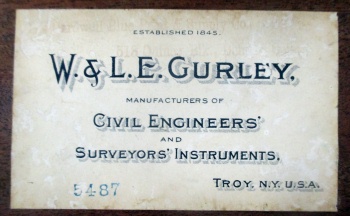 ESTABLISHED 1845.
W. & L. E. GURLEY,
MANUFACTURERS OF
CIVIL ENGINEERS'
AND
SURVEYORS' INSTRUMENTS,
TROY, N.Y. U.S.A.
5487